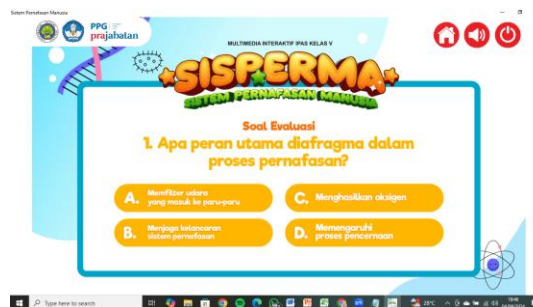 Sistem Pernafasan Manusia
PPG
prajabatan
MULTIMEDIA INTERAKTIF IPAS KELAS V
SISPERMA
SISTEM PERNAFASAN MANUSIA
Soal Evaluasi
1. Apa peran utama diafragma dalam
proses pernafasan?
A. Memfilter udara
yang masuk ke paru-paru
C. Menghasilkan oksigen
B. Menjaga kelancaran
sistem pernafasan
D. Memengaruhi
proses pencernaan
Type here to search
28°C